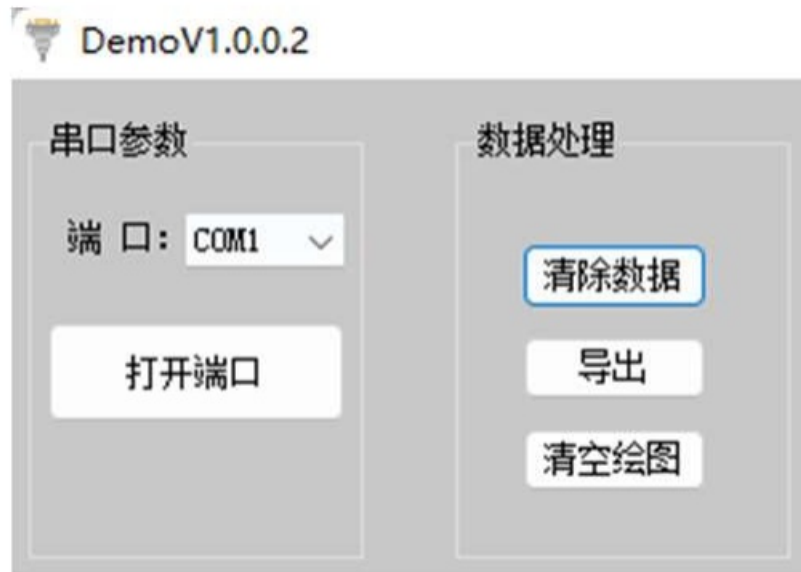 DemoV1.0.0.2
串口参数
端 口: COM1
打开端口
数据处理
清除数据
导出
清空绘图